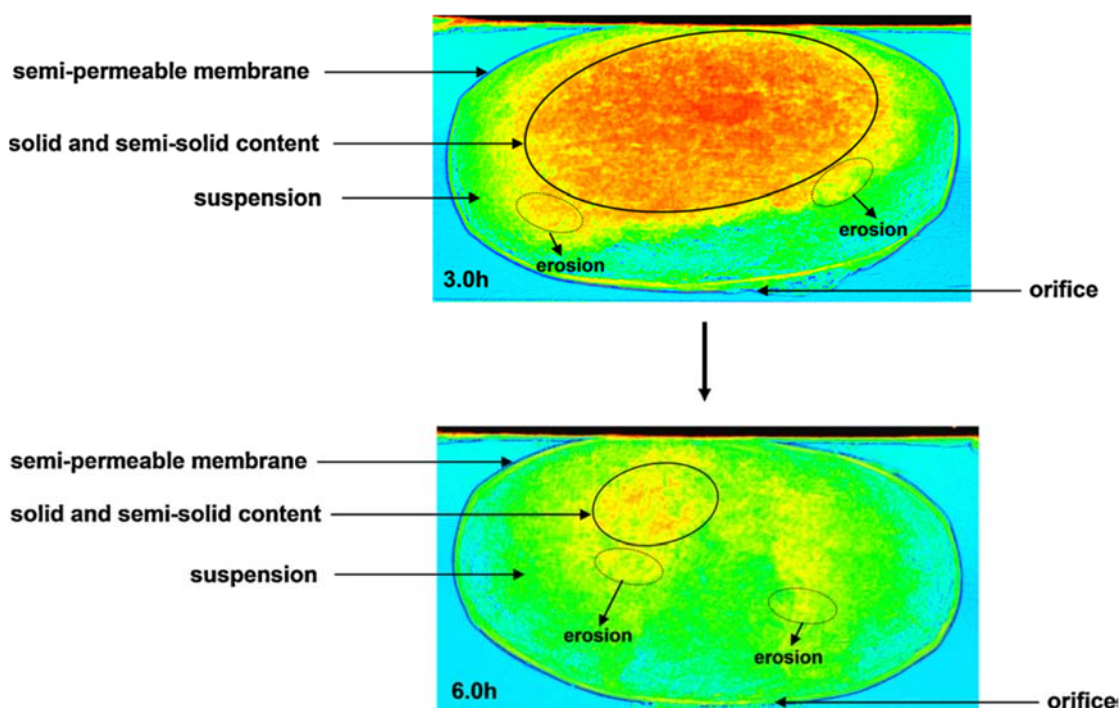 semi-permeable membrane
solid and semi-solid content
suspension
erosion
erosion
3.0h
orifice
semi-permeable membrane
solid and semi-solid content
suspension
erosion
erosion
6.0h
orifice